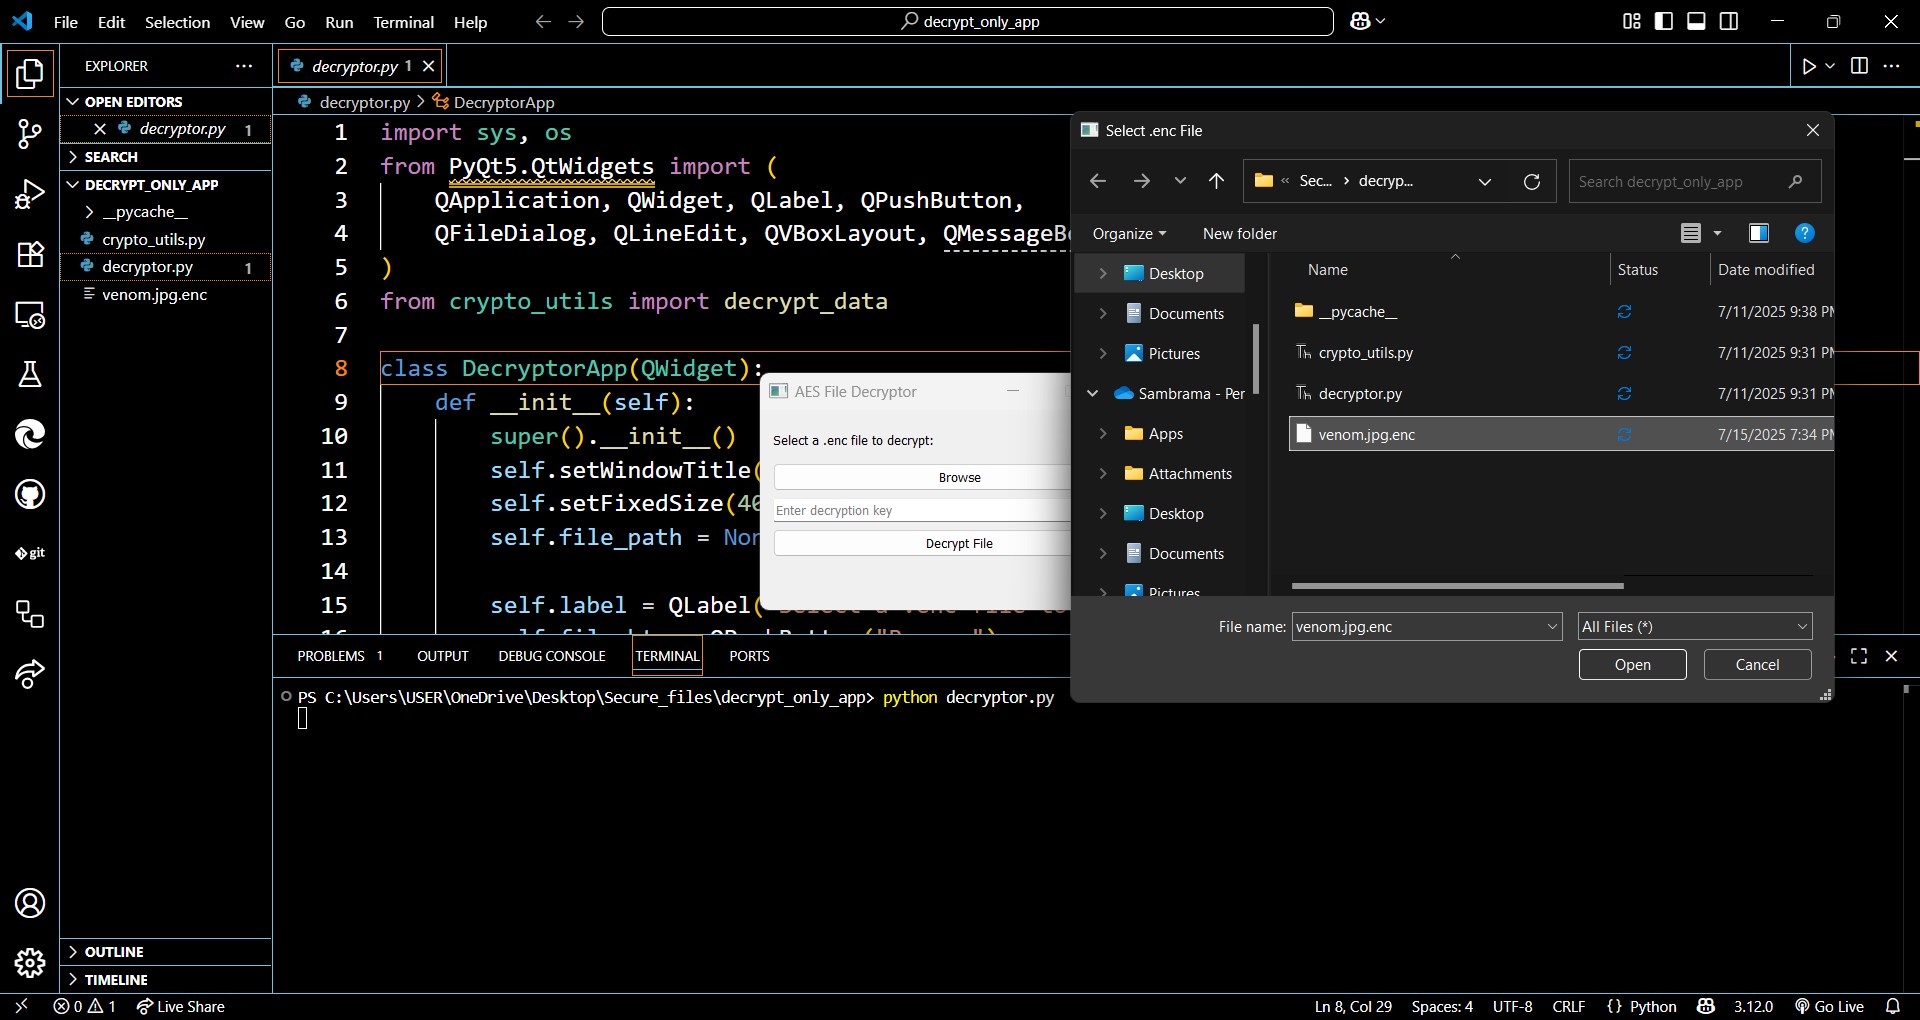 File Edit Selection View Go Run Terminal Help
decrypt_only_app
EXPLORER
OPEN EDITORS
decryptor.py 1
SEARCH
DECRYPT_ONLY_APP
__pycache__
crypto_utils.py
decryptor.py 1
venom.jpg.enc
OUTLINE
TIMELINE
git
decryptor.py 1
decryptor.py > DecryptorApp
1 import sys, os
2 from PyQt5.QtWidgets import (
3 QApplication, QWidget, QLabel, QPushButton,
4 QFileDialog, QLineEdit, QVBoxLayout, QMessageB
5 )
6 from crypto_utils import decrypt_data
7
8 class DecryptorApp(QWidget):
9 def __init__(self):
10 super().__init__()
11 self.setWindowTitle(
12 self.setFixedSize(40
13 self.file_path = Non
14
15 self.label = QLabel(
AES File Decryptor
Select a .enc file to decrypt:
Browse
Enter decryption key
Decrypt File
Select .enc File
« Sec... > decryp...
Search decrypt_only_app
Organize New folder
Desktop
Documents
Pictures
Sambrama - Per
Apps
Attachments
Desktop
Documents
Pictures
Name Status Date modified
__pycache__ 7/11/2025 9:38 PM
crypto_utils.py 7/11/2025 9:31 PM
decryptor.py 7/11/2025 9:31 PM
venom.jpg.enc 7/15/2025 7:34 PM
File name: venom.jpg.enc All Files (*)
Open Cancel
PROBLEMS 1 OUTPUT DEBUG CONSOLE TERMINAL PORTS
PS C:\Users\USER\OneDrive\Desktop\Secure_files\decrypt_only_app> python decryptor.py
0 1 Live Share
Ln 8, Col 29 Spaces: 4 UTF-8 CRLF {} Python 3.12.0 Go Live